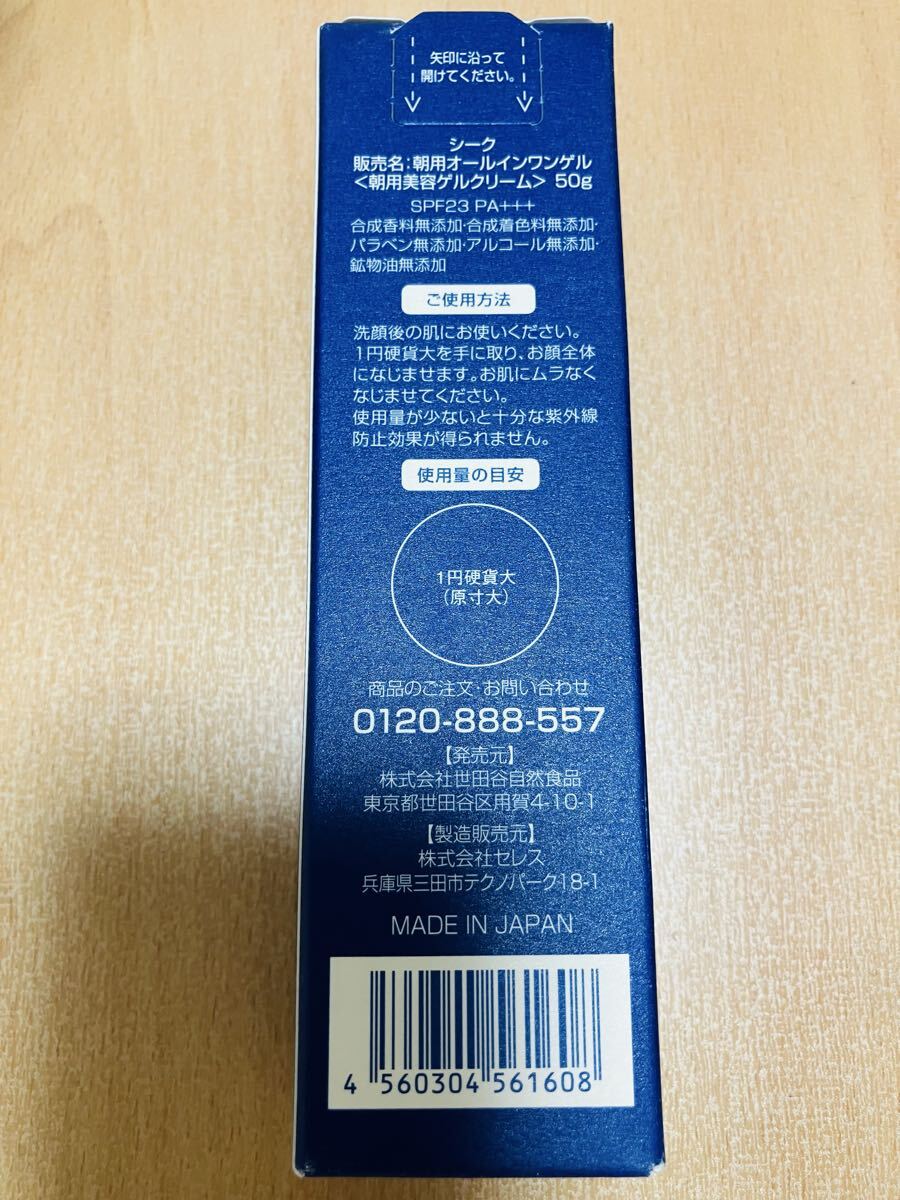 矢印に沿って
開けてください。
シーク
販売名:朝用オールインワンゲル
<朝用美容ゲルクリーム> 50g
SPF23 PA+++
合成香料無添加・合成着色料無添加・
パラベン無添加・アルコール無添加・
鉱物油無添加
ご使用方法
洗顔後の肌にお使いください。
1円硬貨大を手に取り、お顔全体
になじませます。お肌にムラなく
なじませてください。
使用量が少ないと十分な紫外線
防止効果が得られません。
使用量の目安
1円硬貨大
(原寸大)
商品のご注文・お問い合わせ
0120-888-557
【発売元】
株式会社世田谷自然食品
東京都世田谷区用賀4-10-1
【製造販売元】
株式会社セレス
兵庫県三田市テクノパーク18-1
MADE IN JAPAN
4 560304 561608